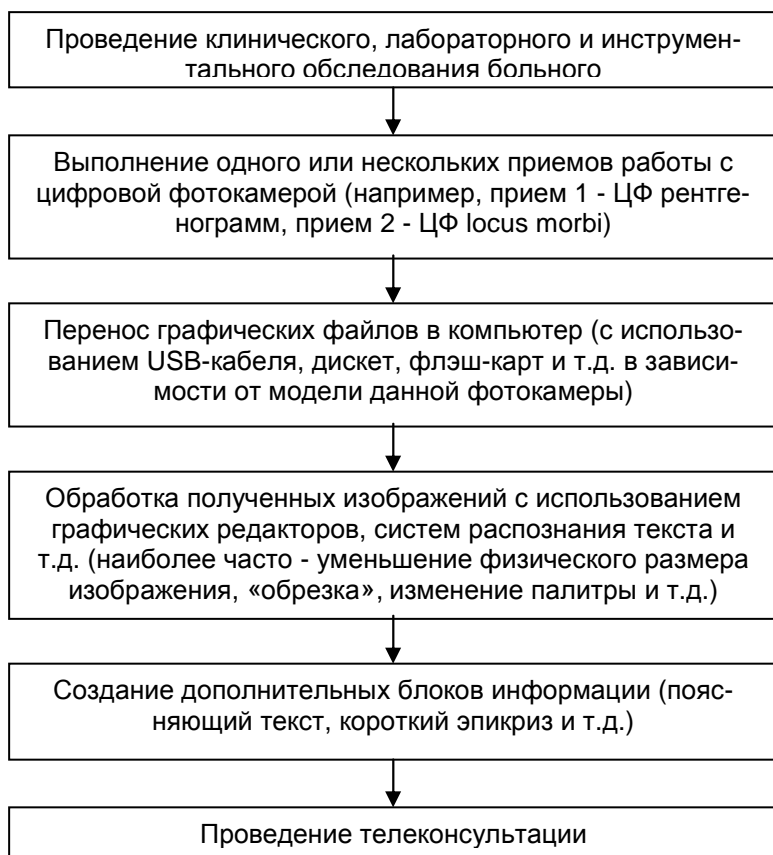 Проведение клинического, лабораторного и инструмен-
тального обследования больного
Выполнение одного или нескольких приемов работы с
цифровой фотокамерой (например, прием 1 - ЦФ рентге-
нограмм, прием 2 - ЦФ locus morbi)
Перенос графических файлов в компьютер (с использо-
ванием USB-кабеля, дискет, флэш-карт и т.д. в зависи-
мости от модели данной фотокамеры)
Обработка полученных изображений с использованием
графических редакторов, систем распознания текста и
т.д. (наиболее часто - уменьшение физического размера
изображения, «обрезка», изменение палитры и т.д.)
Создание дополнительных блоков информации (пояс-
няющий текст, короткий эпикриз и т.д.)
Проведение телеконсультации